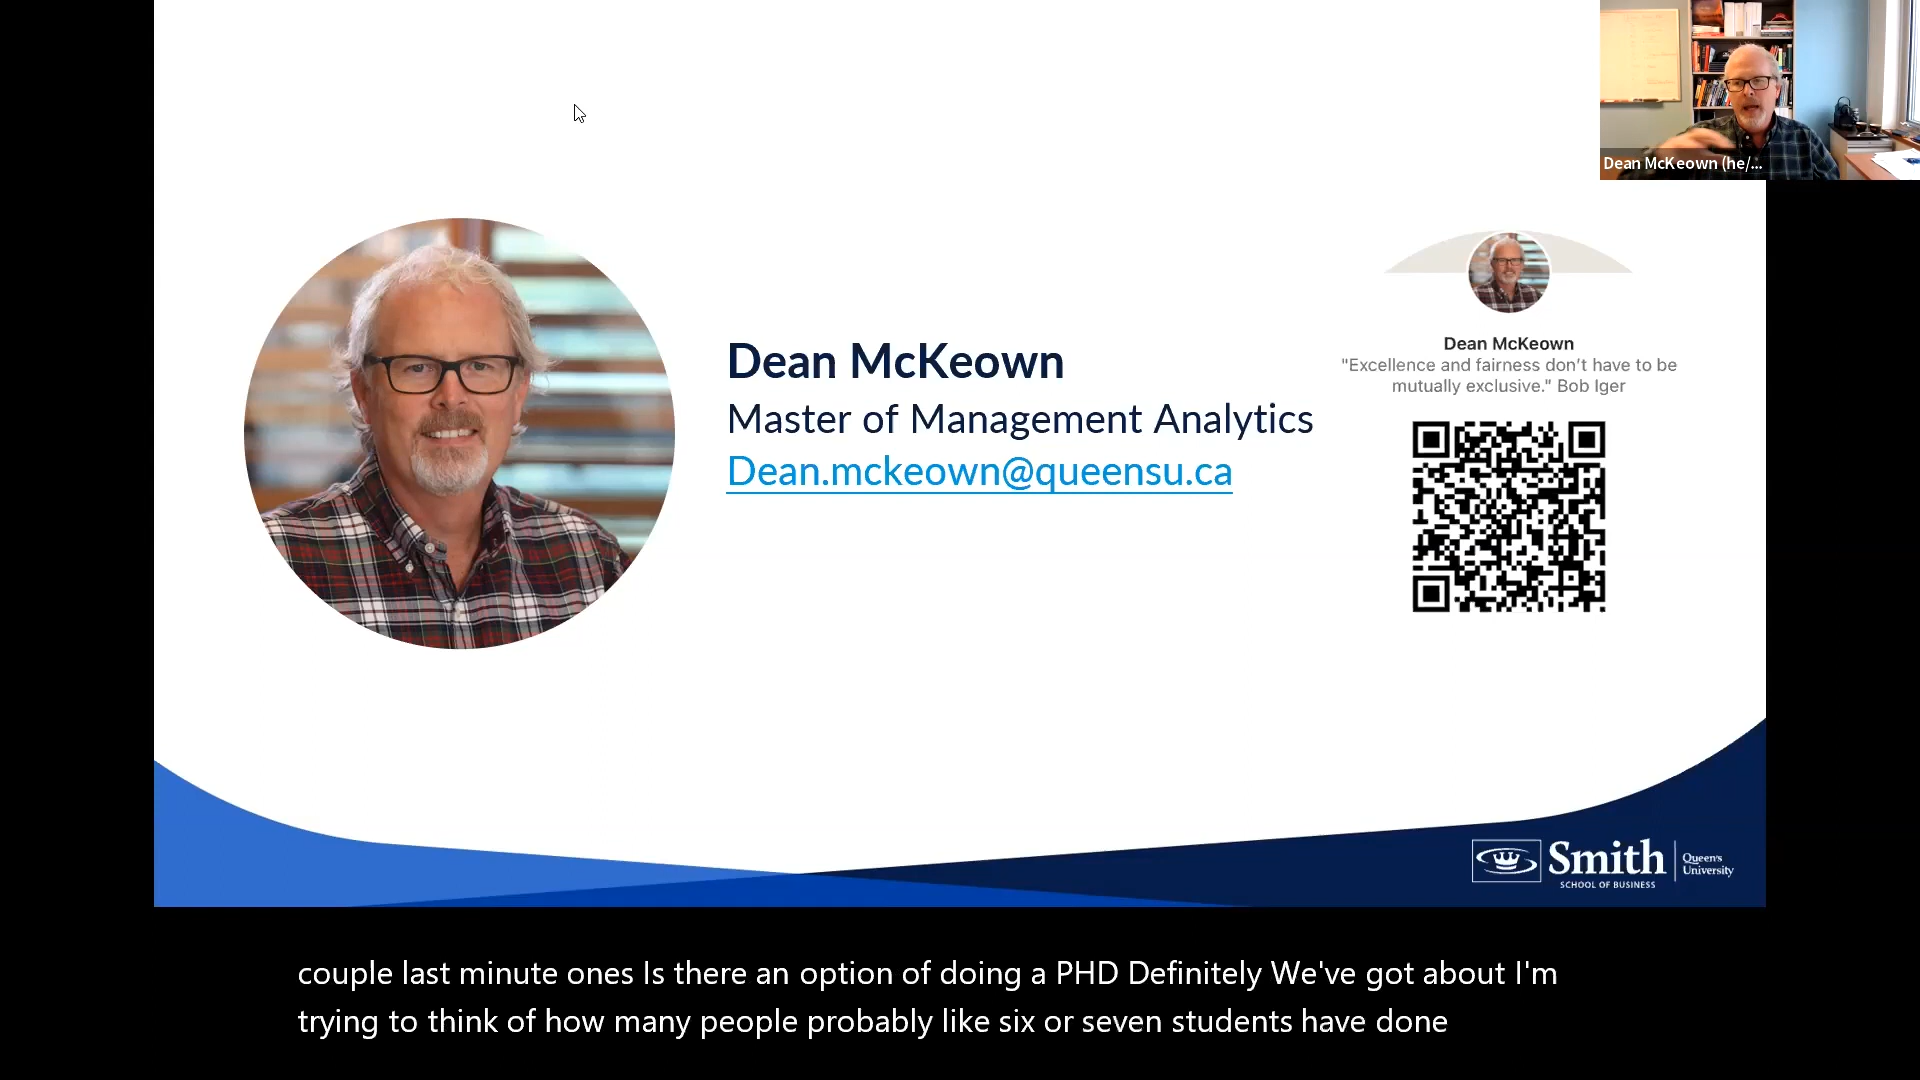 Dean McKeown (he/...
Dean McKeown
Master of Management Analytics
Dean.mckeown@queensu.ca
Dean McKeown
"Excellence and fairness don’t have to be
mutually exclusive." Bob Iger
Smith
SCHOOL OF BUSINESS
Queen's
University
couple last minute ones Is there an option of doing a PHD Definitely We've got about I'm
trying to think of how many people probably like six or seven students have done